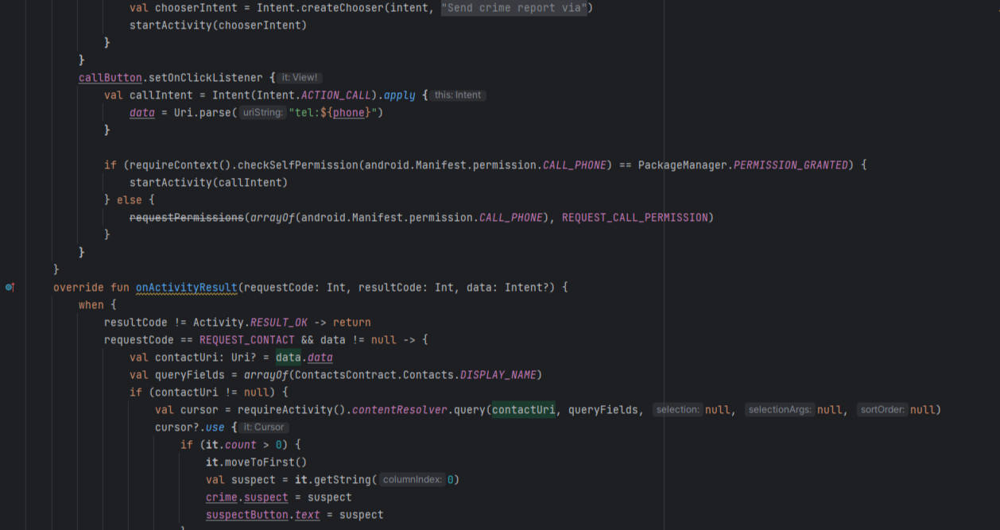 val chooserIntent = Intent.createChooser(intent, "Send crime report via")
startActivity(chooserIntent)
}
}
callButton.setOnClickListener { it: View!
val callIntent = Intent(Intent.ACTION_CALL).apply { this: Intent
data = Uri.parse( uriString: "tel:${phone}")
}
if (requireContext().checkSelfPermission(android.Manifest.permission.CALL_PHONE) == PackageManager.PERMISSION_GRANTED) {
startActivity(callIntent)
} else {
requestPermissions(arrayOf(android.Manifest.permission.CALL_PHONE), REQUEST_CALL_PERMISSION)
}
}
}
override fun onActivityResult(requestCode: Int, resultCode: Int, data: Intent?) {
when {
resultCode != Activity.RESULT_OK -> return
requestCode == REQUEST_CONTACT && data != null -> {
val contactUri: Uri? = data.data
val queryFields = arrayOf(ContactsContract.Contacts.DISPLAY_NAME)
if (contactUri != null) {
val cursor = requireActivity().contentResolver.query(contactUri, queryFields, selection: null, selectionArgs: null, sortOrder: null)
cursor?.use { it: Cursor
if (it.count > 0) {
it.moveToFirst()
val suspect = it.getString( columnIndex: 0)
crime.suspect = suspect
suspectButton.text = suspect
}